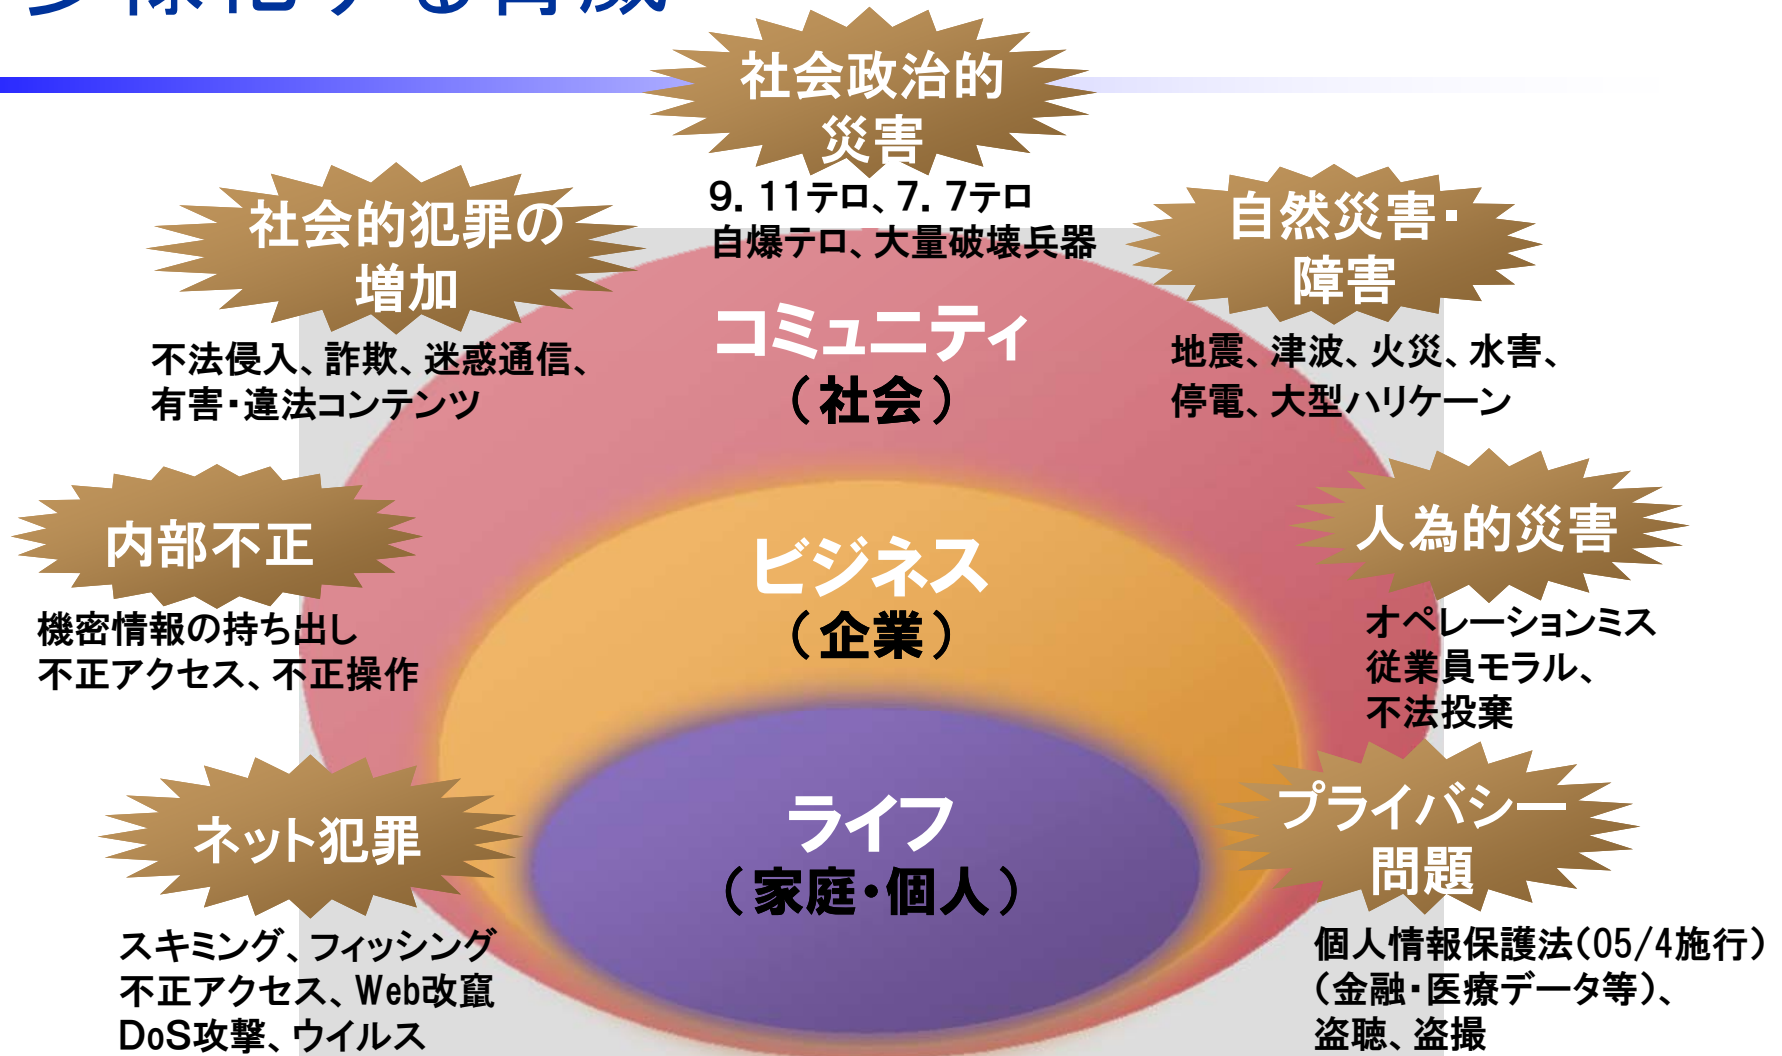 多様化する脅威
社会政治的
災害
9．11テロ、7．7テロ
自爆テロ、大量破壊兵器
社会的犯罪の
増加
不法侵入、詐欺、迷惑通信、
有害・違法コンテンツ
自然災害・
障害
地震、津波、火災、水害、
停電、大型ハリケーン
コミュニティ
（社会）
内部不正
機密情報の持ち出し
不正アクセス、不正操作
ビジネス
（企業）
人為的災害
オペレーションミス
従業員モラル、
不法投棄
ネット犯罪
スキミング、フィッシング
不正アクセス、Web改竄
DoS攻撃、ウイルス
ライフ
（家庭・個人）
プライバシー
問題
個人情報保護法（05/4施行）
（金融・医療データ等）、
盗聴、盗撮